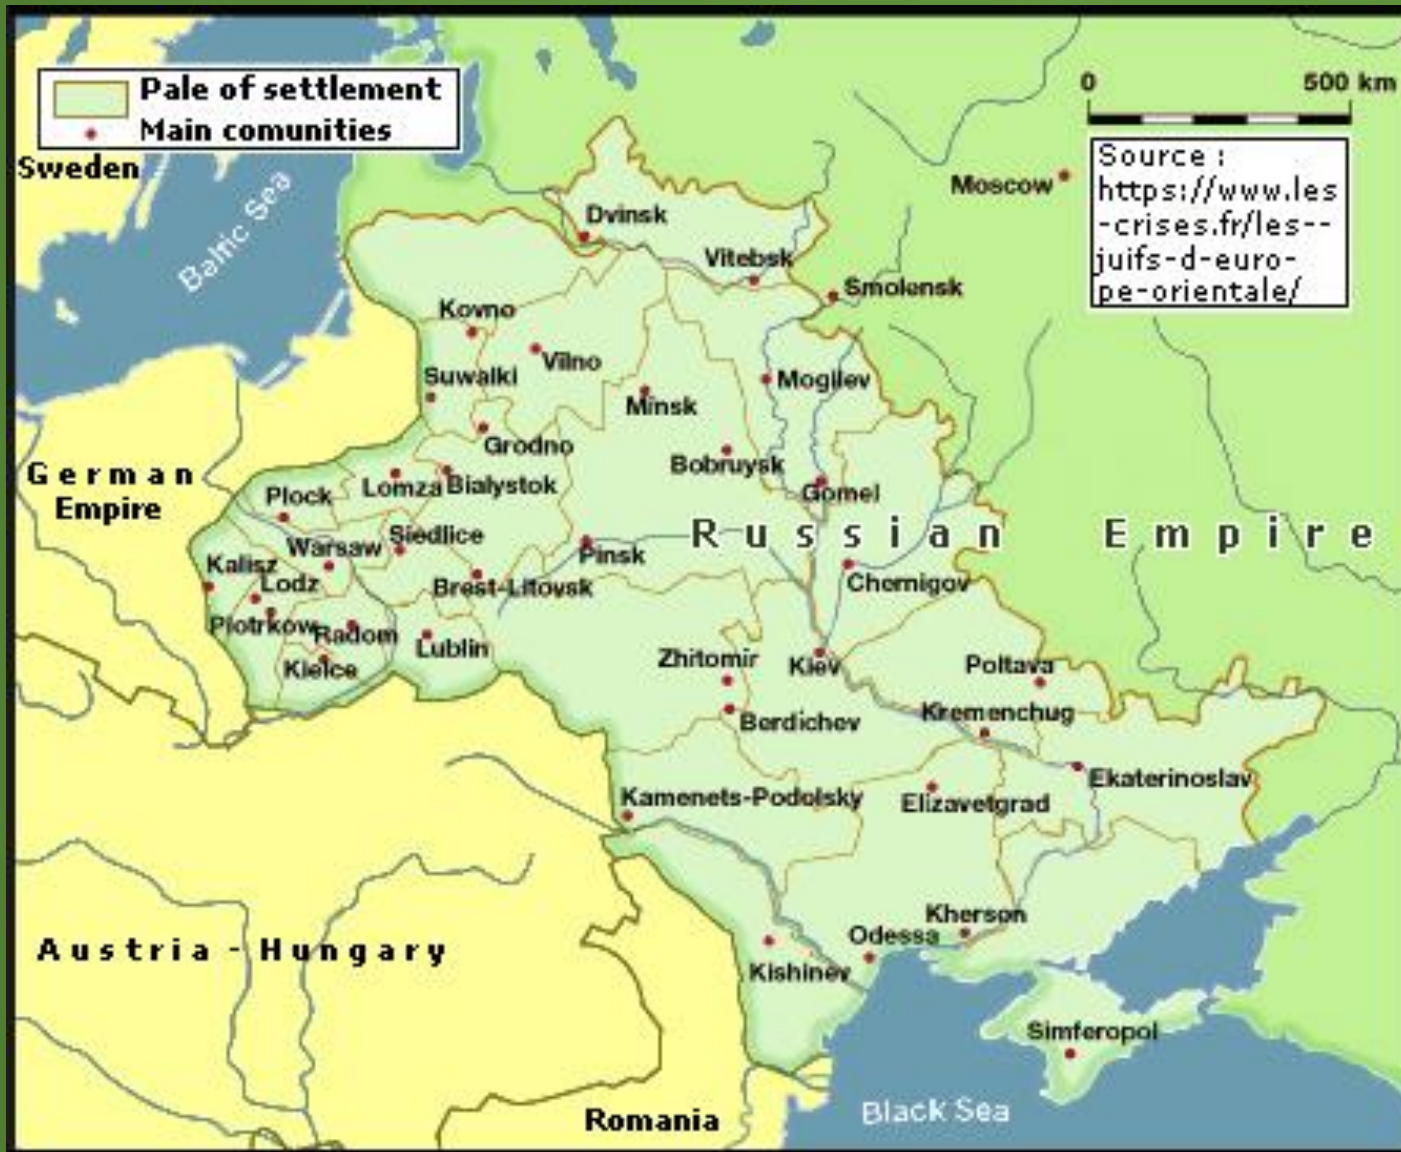 Pale of settlement
Main comunities
0 500 km
Source :
https://www.les
-crises.fr/les--
juifs-d-euro-
pe-orientale/
Sweden
Baltic Sea
Moscow
Dvinsk
Vitebsk
Smolensk
Kovno
Vilno
Suwalki
Mogilev
Minsk
Grodno
Bobruysk
German
Empire
Plock
Lomza
Bialystok
Gomel
Russian Empire
Siedlice
Warsaw
Pinsk
Kalisz
Lodz
Brest-Litovsk
Chernigov
Piotrkow
Radom
Lublin
Kielce
Zhitomir
Kiev
Poltava
Berdichev
Kremenchug
Ekaterinoslav
Kamenets-Podolsky
Elizavetgrad
Austria - Hungary
Kherson
Odessa
Kishinev
Simferopol
Romania
Black Sea